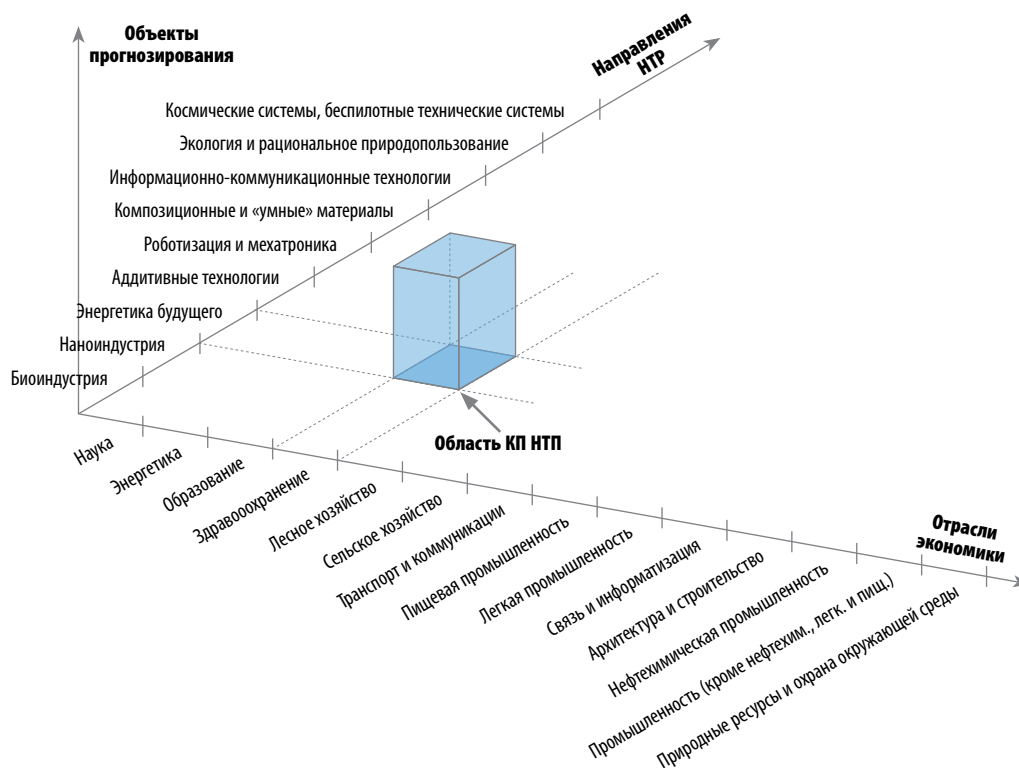 Объекты
прогнозирования
Направления
НТР
Космические системы, беспилотные технические системы
Экология и рациональное природопользование
Информационно-коммуникационные технологии
Композиционные и «умные» материалы
Роботизация и мехатроника
Аддитивные технологии
Энергетика будущего
Наноиндустрия
Биоиндустрия
Область КП НТП
Наука
Энергетика
Образование
Здравооохранение
Лесное хозяйство
Сельское хозяйство
Транспорт и коммуникации
Пищевая промышленность
Легкая промышленность
Связь и информатизация
Архитектура и строительство
Нефтехимическая промышленность
Промышленность (кроме нефтехим., легк. и пищ.)
Природные ресурсы и охрана окружающей среды
Отрасли
экономики